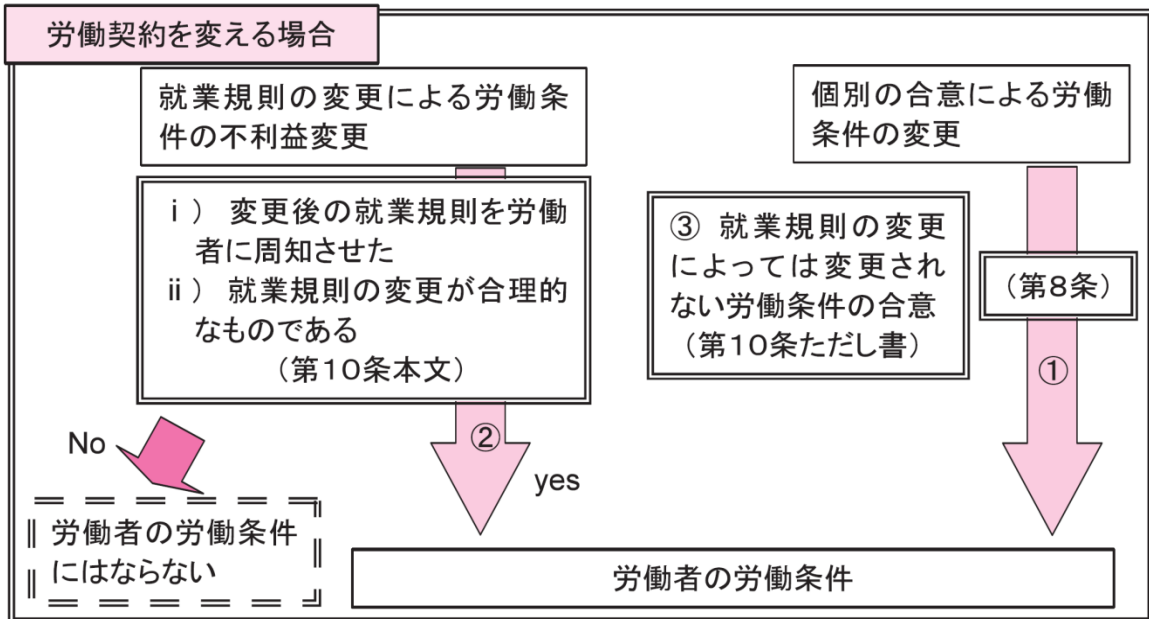 労働契約を変える場合
就業規則の変更による労働条
件の不利益変更
個別の合意による労働
条件の変更
ⅰ） 変更後の就業規則を労働
者に周知させた
ⅱ） 就業規則の変更が合理的
なものである
（第１０条本文）
③ 就業規則の変更
によっては変更され
ない労働条件の合意
（第１０条ただし書）
（第８条）
①
②
No
yes
労働者の労働条件
にはならない
労働者の労働条件